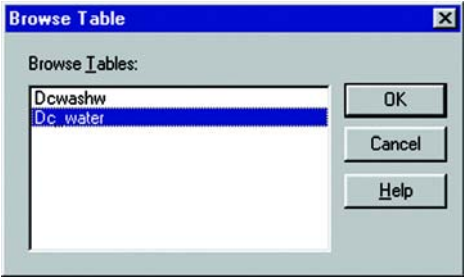 Browse Table
Browse Tables:
Dcwashw
Dc_water
OK
Cancel
Help